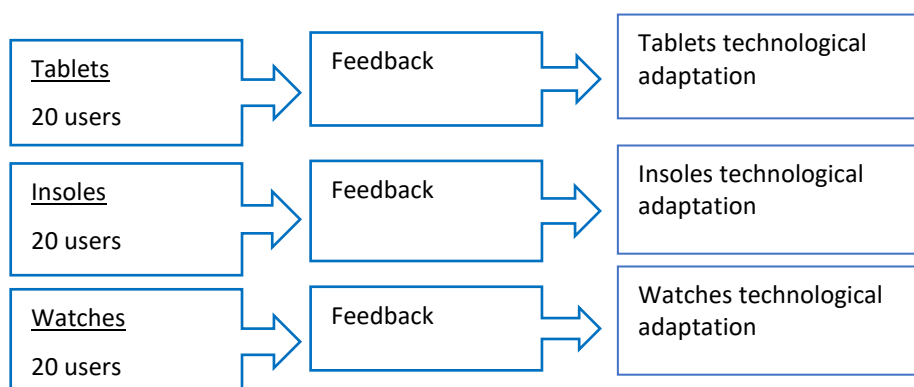 Tablets
20 users
Feedback
Tablets technological
adaptation
Insoles
20 users
Feedback
Insoles technological
adaptation
Watches
20 users
Feedback
Watches technological
adaptation